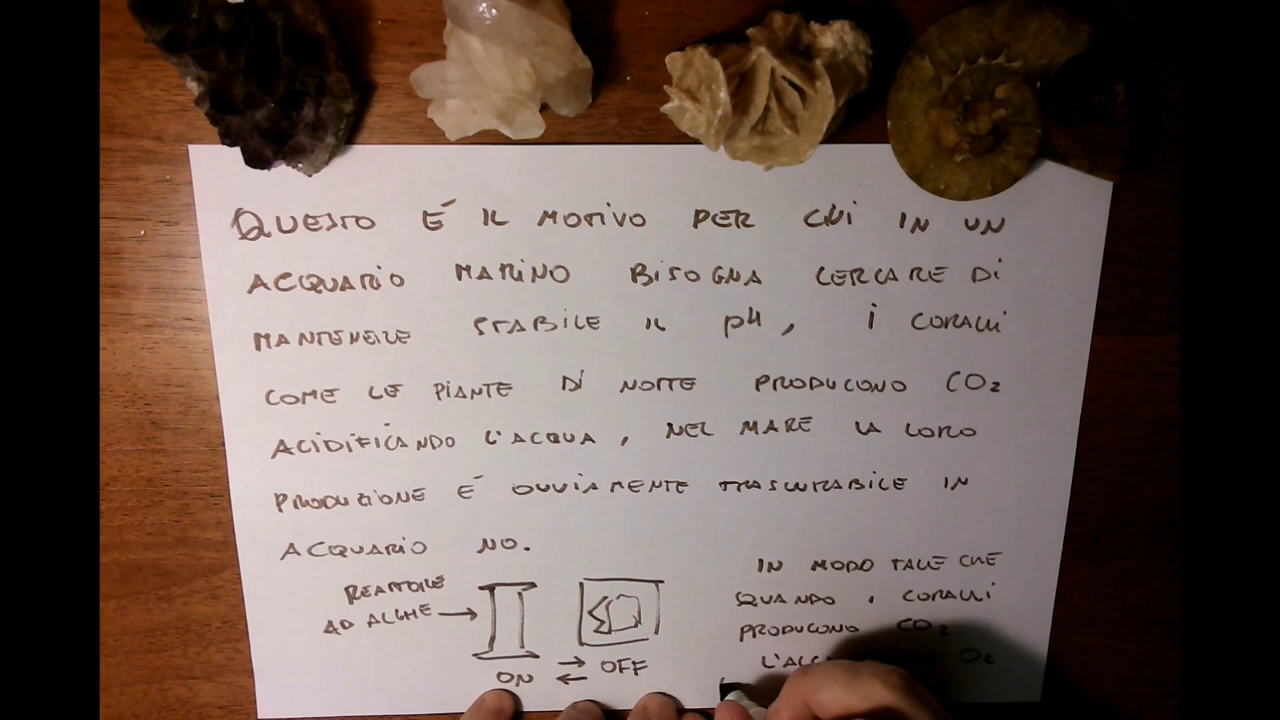 QUESTO É IL MOTIVO PER CUI IN UN
ACQUARIO MARINO BISOGNA CERCARE DI
MANTENERE STABILE IL pH, I CORALLI
COME LE PIANTE DI NOTTE PRODUCONO CO2
ACIDIFICANDO L'ACQUA, NEL MARE LA LORO
PRODUZIONE É OVVIAMENTE TRASCURABILE IN
ACQUARIO NO.
REATTORE
AD ALGHE →
ON ⇄ OFF
IN MODO TALE CHE
QUANDO I CORALLI
PRODUCONO CO2
O2